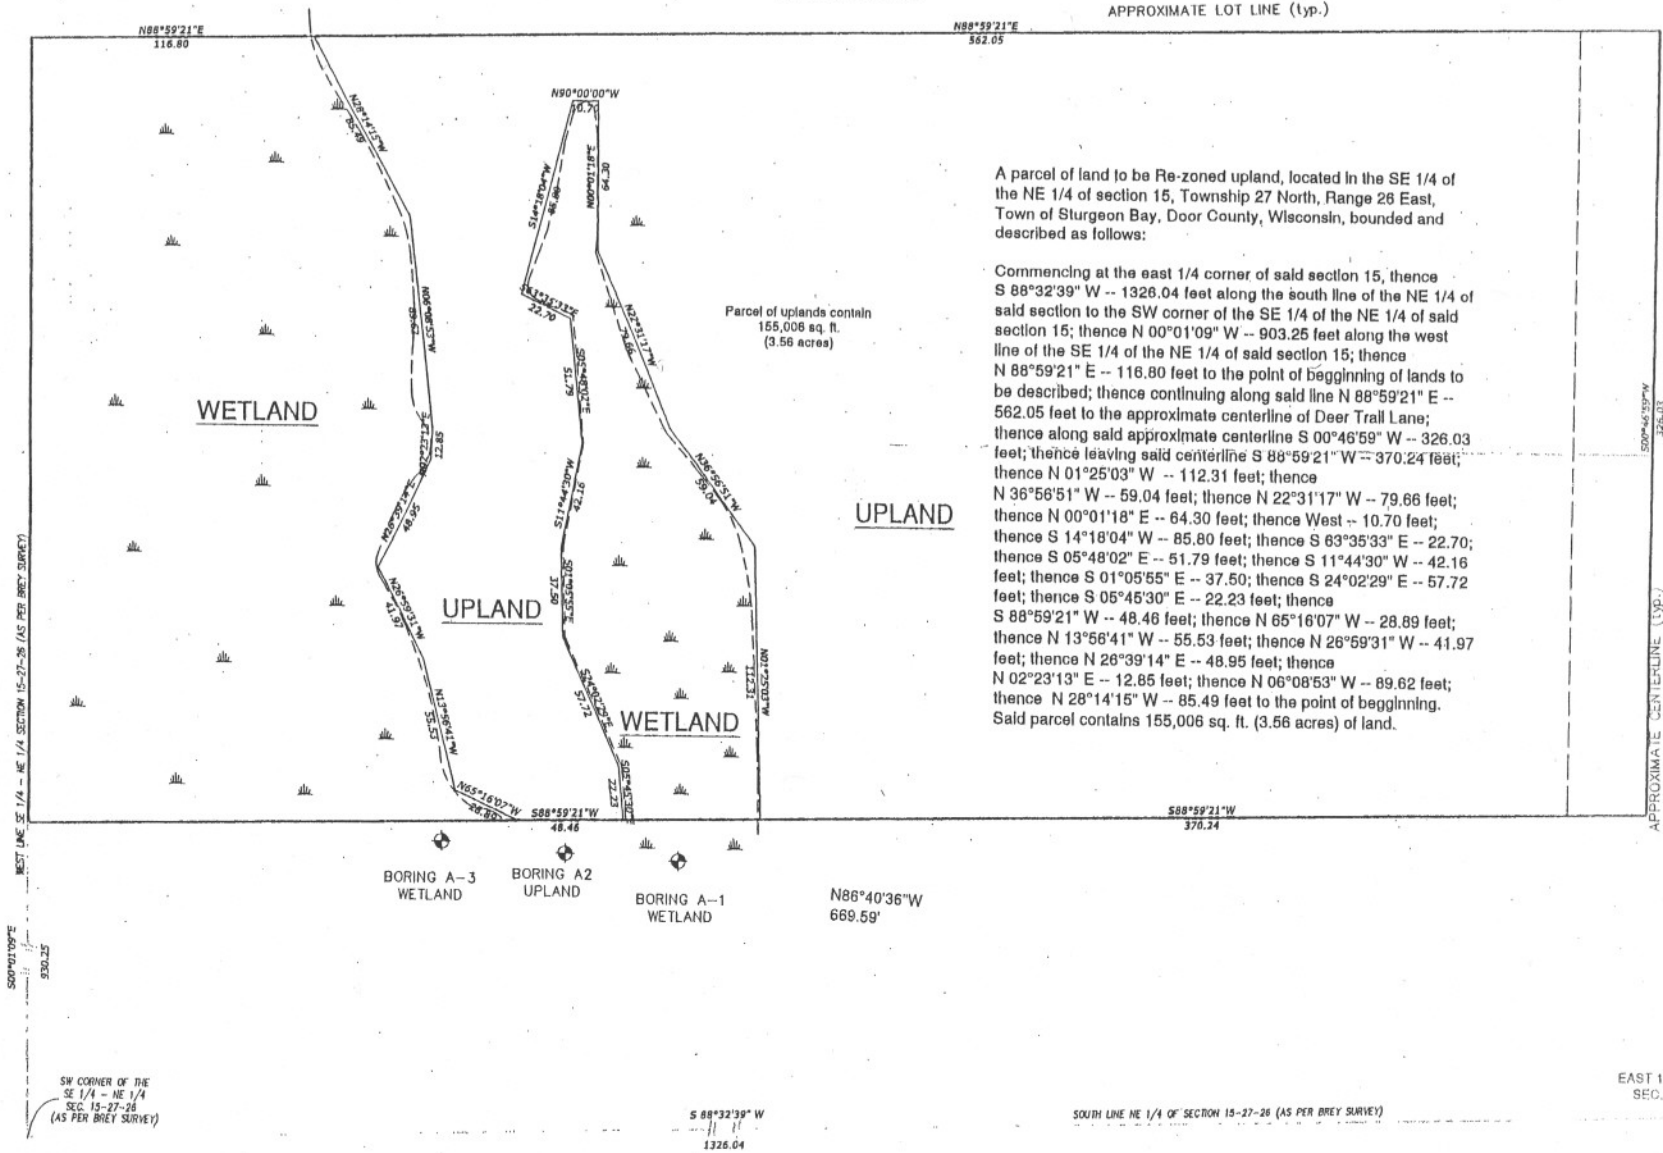 APPROXIMATE LOT LINE (typ.)
N88°59'21"E
116.80
N88°59'21"E
562.05
N28°14'15"W
85.49
N90°00'00"W
10.70
S14°18'04"W
85.80
N00°01'18"E
64.30
A parcel of land to be Re-zoned upland, located in the SE 1/4 of
the NE 1/4 of section 15, Township 27 North, Range 26 East,
Town of Sturgeon Bay, Door County, Wisconsin, bounded and
described as follows:
Commencing at the east 1/4 corner of said section 15, thence
S 88°32'39" W -- 1326.04 feet along the south line of the NE 1/4 of
said section to the SW corner of the SE 1/4 of the NE 1/4 of said
section 15; thence N 00°01'09" W -- 903.25 feet along the west
line of the SE 1/4 of the NE 1/4 of said section 15; thence
N 88°59'21" E -- 116.80 feet to the point of begginning of lands to
be described; thence continuing along said line N 88°59'21" E --
562.05 feet to the approximate centerline of Deer Trail Lane;
thence along said approximate centerline S 00°46'59" W -- 326.03
feet; thence leaving said centerline S 88°59'21" W -- 370.24 feet;
thence N 01°25'03" W -- 112.31 feet; thence
N 36°56'51" W -- 59.04 feet; thence N 22°31'17" W -- 79.66 feet;
thence N 00°01'18" E -- 64.30 feet; thence West -- 10.70 feet;
thence S 14°18'04" W -- 85.80 feet; thence S 63°35'33" E -- 22.70;
thence S 05°48'02" E -- 51.79 feet; thence S 11°44'30" W -- 42.16
feet; thence S 01°05'55" E -- 37.50; thence S 24°02'29" E -- 57.72
feet; thence S 05°45'30" E -- 22.23 feet; thence
S 88°59'21" W -- 48.46 feet; thence N 65°16'07" W -- 28.89 feet;
thence N 13°56'41" W -- 55.53 feet; thence N 26°59'31" W -- 41.97
feet; thence N 26°39'14" E -- 48.95 feet; thence
N 02°23'13" E -- 12.85 feet; thence N 06°08'53" W -- 89.62 feet;
thence N 28°14'15" W -- 85.49 feet to the point of begginning.
Said parcel contains 155,006 sq. ft. (3.56 acres) of land.
Parcel of uplands contain
155,006 sq. ft.
(3.56 acres)
N06°08'53"W
89.62
22.70
S05°48'02"E
51.79
N22°31'17"W
79.66
WETLAND
12.85
N26°39'14"E
48.95
S11°44'30"W
42.16
N36°56'51"W
59.04
UPLAND
S00°46'59"W
326.03
N26°59'31"W
41.97
UPLAND
S01°05'55"E
37.50
N13°56'41"W
55.53
S24°02'29"E
57.72
WETLAND
N01°25'03"W
112.31
N65°16'07"W
28.89
S88°59'21"W
48.46
S05°45'30"E
22.23
S88°59'21"W
370.24
APPROXIMATE CENTERLINE (typ.)
WEST LINE SE 1/4 - NE 1/4 SECTION 15-27-26 (AS PER BREY SURVEY)
BORING A-3
WETLAND
BORING A2
UPLAND
BORING A-1
WETLAND
N86°40'36"W
669.59'
S00°01'09"E
930.25
SW CORNER OF THE
SE 1/4 - NE 1/4
SEC. 15-27-26
(AS PER BREY SURVEY)
S 88°32'39" W
1326.04
SOUTH LINE NE 1/4 OF SECTION 15-27-26 (AS PER BREY SURVEY)
EAST 1
SEC.